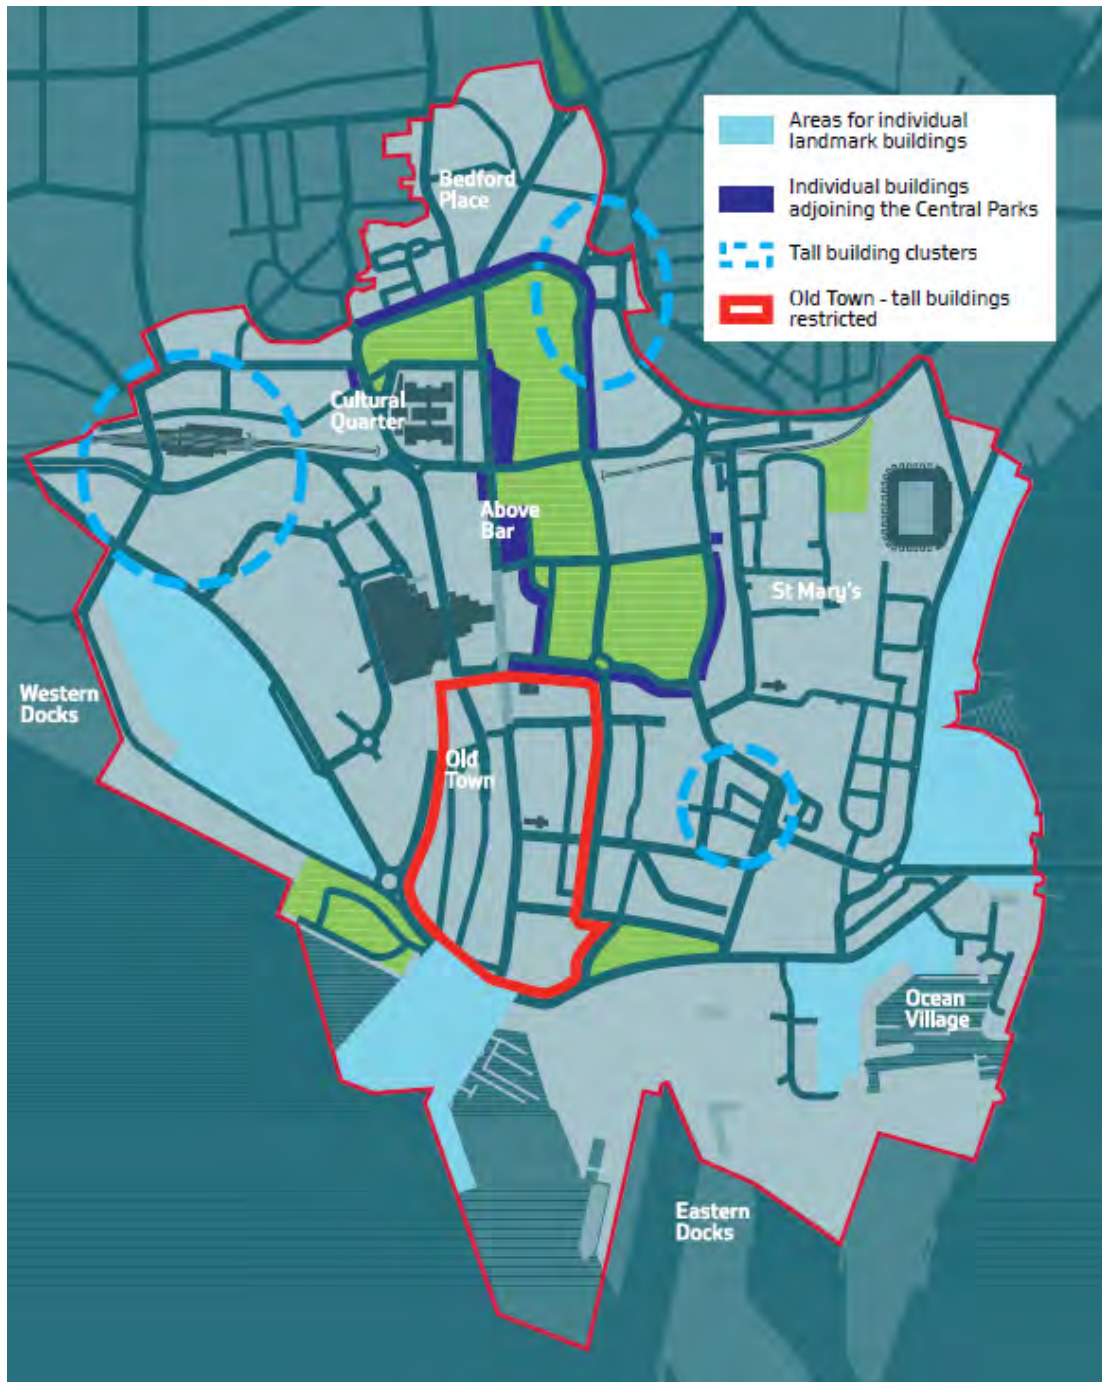 Areas for individual
landmark buildings
Individual buildings
adjoining the Central Parks
Tall building clusters
Old Town - tall buildings
restricted
Bedford
Place
Cultural
Quarter
Above
Bar
St Mary's
Western
Docks
Old
Town
Ocean
Village
Eastern
Docks